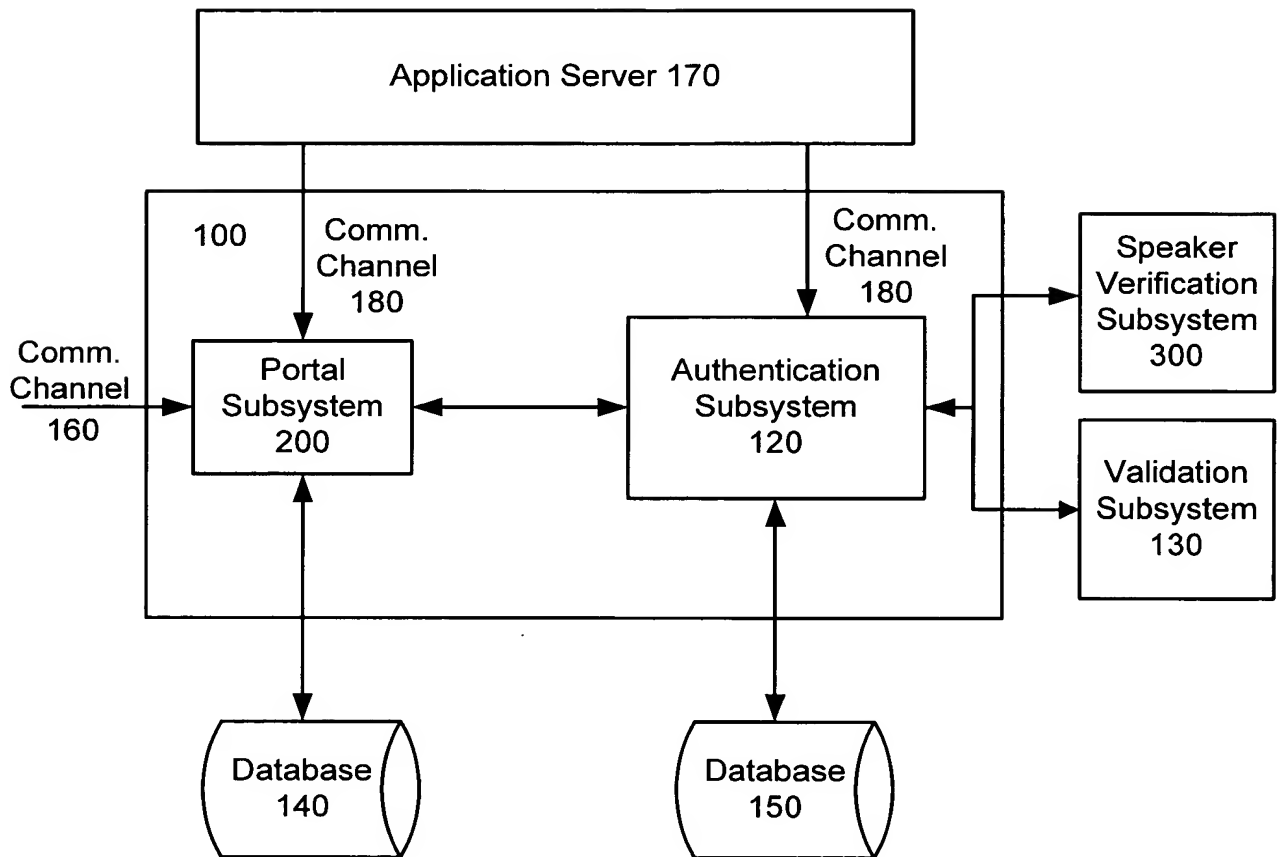 Application Server 170
100
Comm.
Channel
180
Comm.
Channel
180
Speaker
Verification
Subsystem
300
Comm.
Channel
160
Portal
Subsystem
200
Authentication
Subsystem
120
Validation
Subsystem
130
Database
140
Database
150